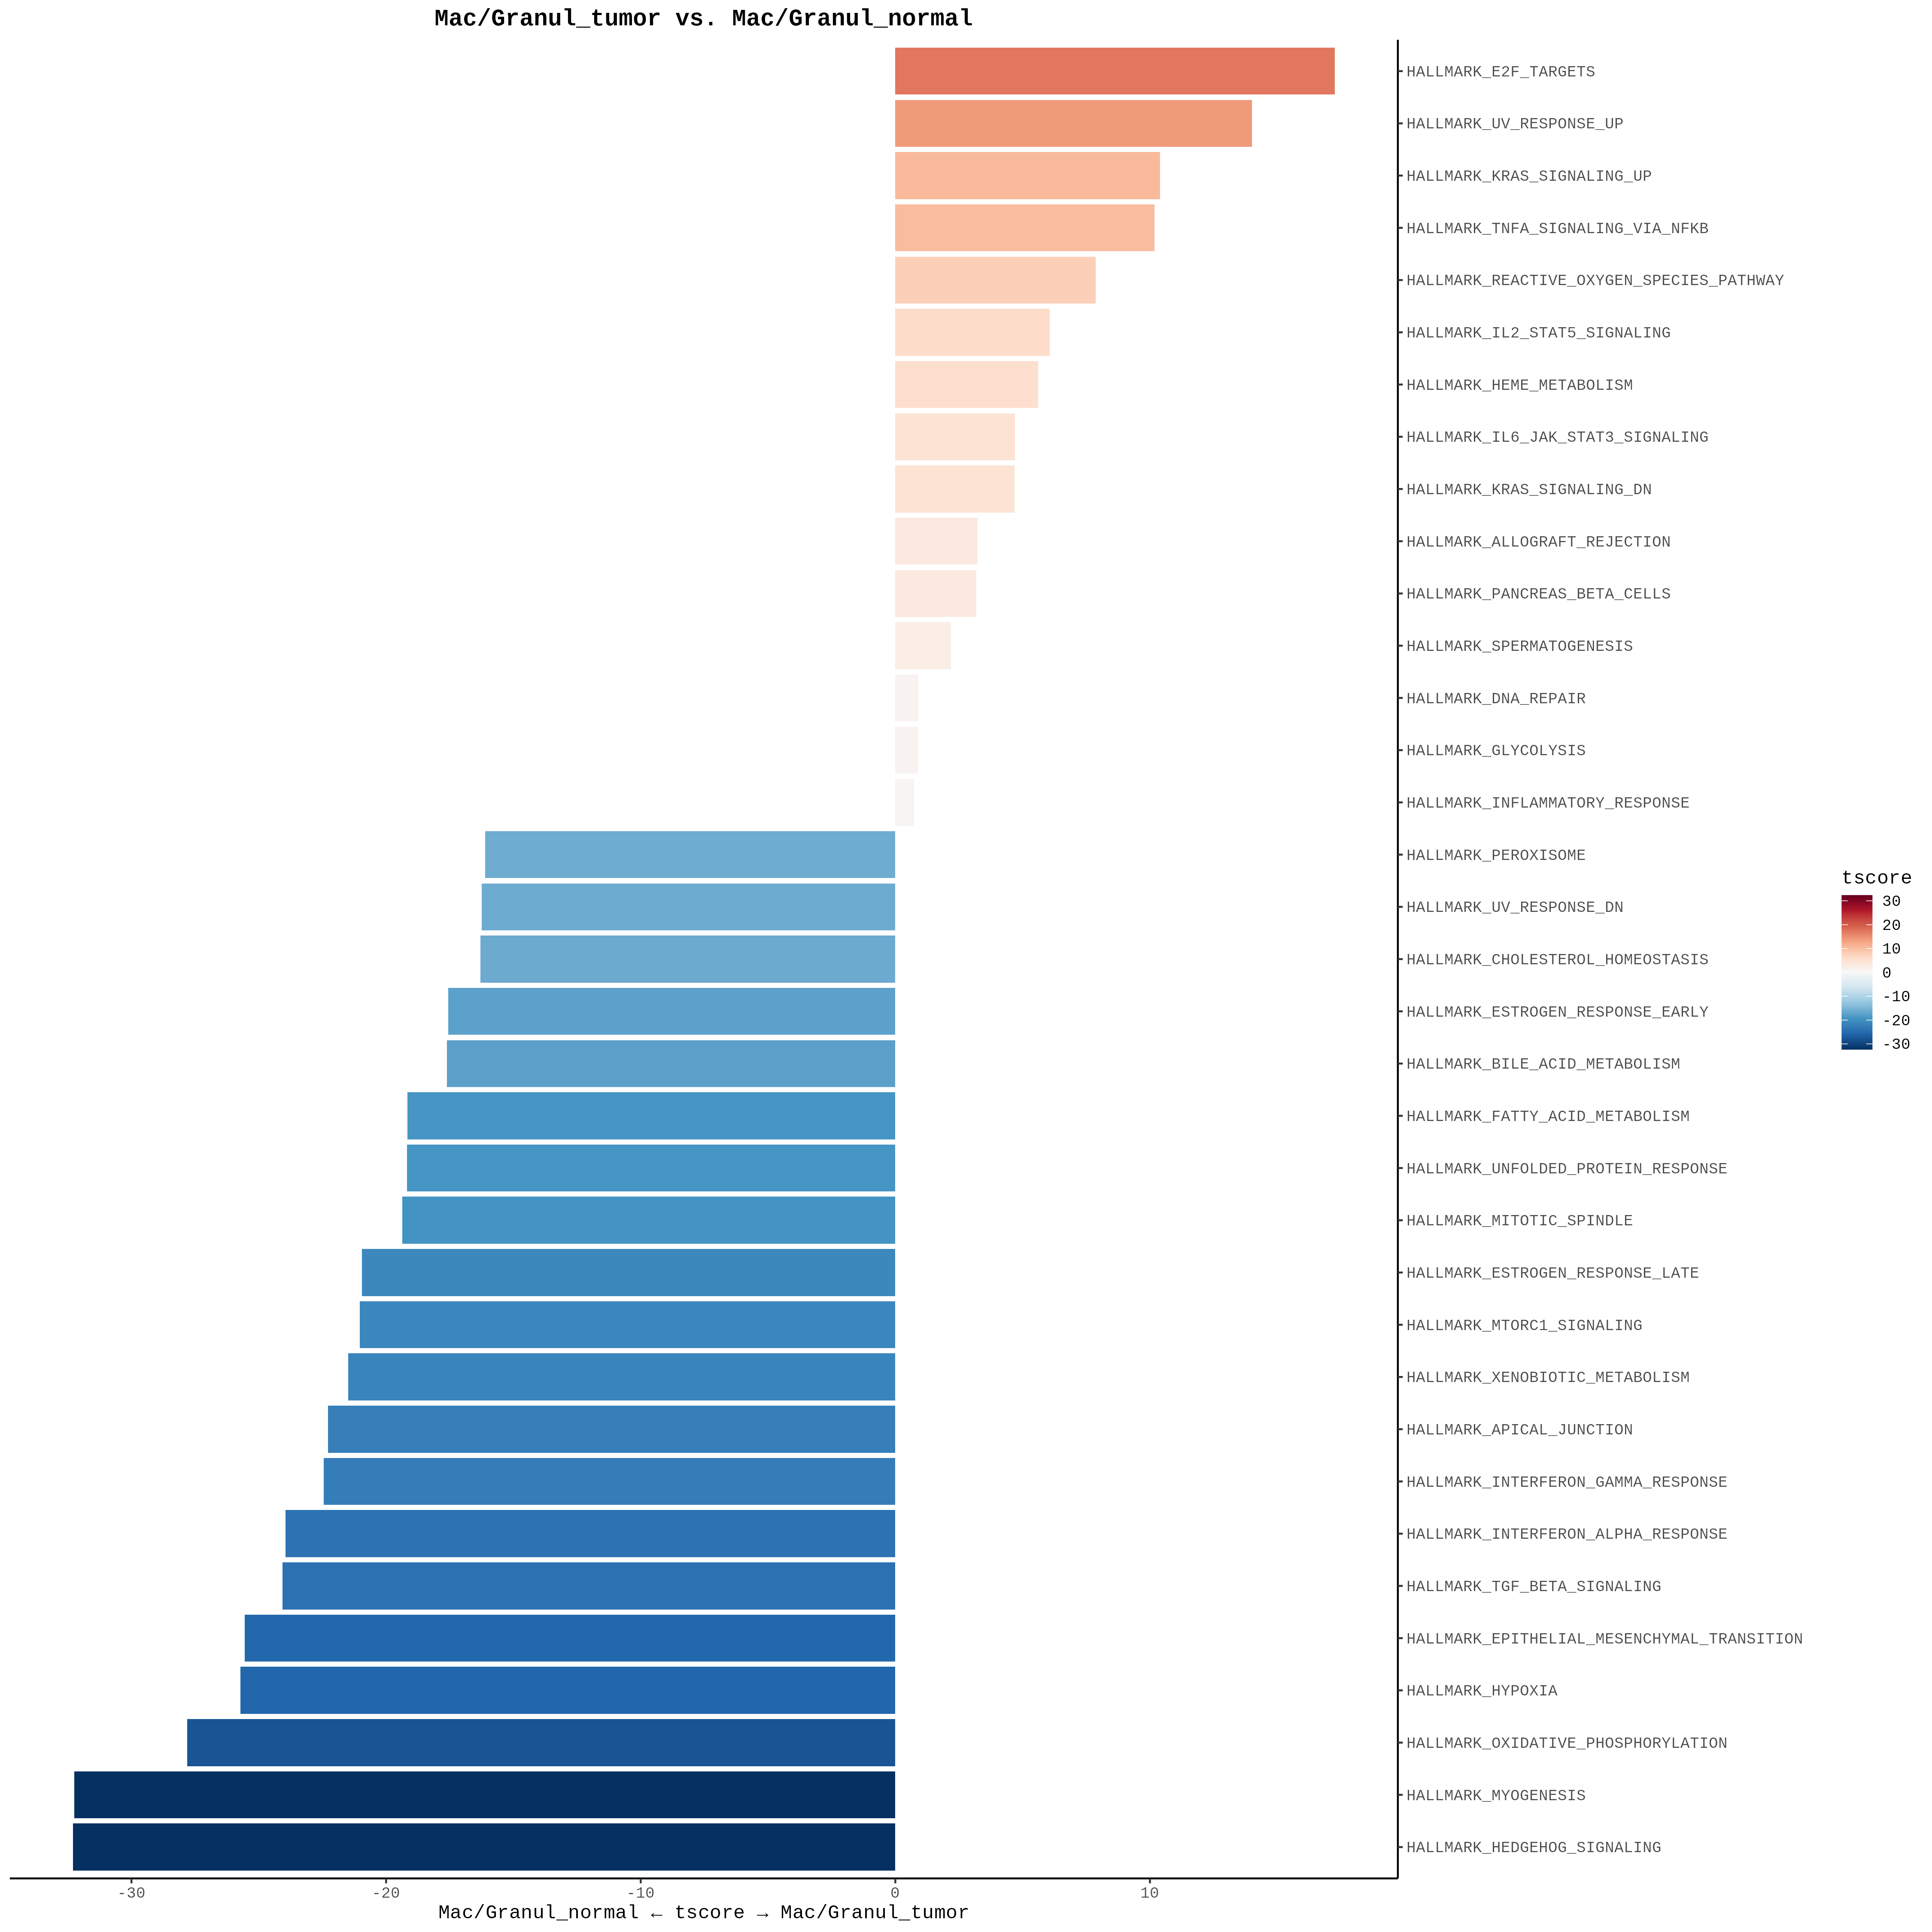 Mac/Granul_tumor vs. Mac/Granul_normal
HALLMARK_E2F_TARGETS
HALLMARK_UV_RESPONSE_UP
HALLMARK_KRAS_SIGNALING_UP
HALLMARK_TNFA_SIGNALING_VIA_NFKB
HALLMARK_REACTIVE_OXYGEN_SPECIES_PATHWAY
HALLMARK_IL2_STAT5_SIGNALING
HALLMARK_HEME_METABOLISM
HALLMARK_IL6_JAK_STAT3_SIGNALING
HALLMARK_KRAS_SIGNALING_DN
HALLMARK_ALLOGRAFT_REJECTION
HALLMARK_PANCREAS_BETA_CELLS
HALLMARK_SPERMATOGENESIS
HALLMARK_DNA_REPAIR
HALLMARK_GLYCOLYSIS
HALLMARK_INFLAMMATORY_RESPONSE
HALLMARK_PEROXISOME
HALLMARK_UV_RESPONSE_DN
HALLMARK_CHOLESTEROL_HOMEOSTASIS
HALLMARK_ESTROGEN_RESPONSE_EARLY
HALLMARK_BILE_ACID_METABOLISM
HALLMARK_FATTY_ACID_METABOLISM
HALLMARK_UNFOLDED_PROTEIN_RESPONSE
HALLMARK_MITOTIC_SPINDLE
HALLMARK_ESTROGEN_RESPONSE_LATE
HALLMARK_MTORC1_SIGNALING
HALLMARK_XENOBIOTIC_METABOLISM
HALLMARK_APICAL_JUNCTION
HALLMARK_INTERFERON_GAMMA_RESPONSE
HALLMARK_INTERFERON_ALPHA_RESPONSE
HALLMARK_TGF_BETA_SIGNALING
HALLMARK_EPITHELIAL_MESENCHYMAL_TRANSITION
HALLMARK_HYPOXIA
HALLMARK_OXIDATIVE_PHOSPHORYLATION
HALLMARK_MYOGENESIS
HALLMARK_HEDGEHOG_SIGNALING
-30 -20 -10 0 10
Mac/Granul_normal ← tscore → Mac/Granul_tumor
tscore
30
20
10
0
-10
-20
-30